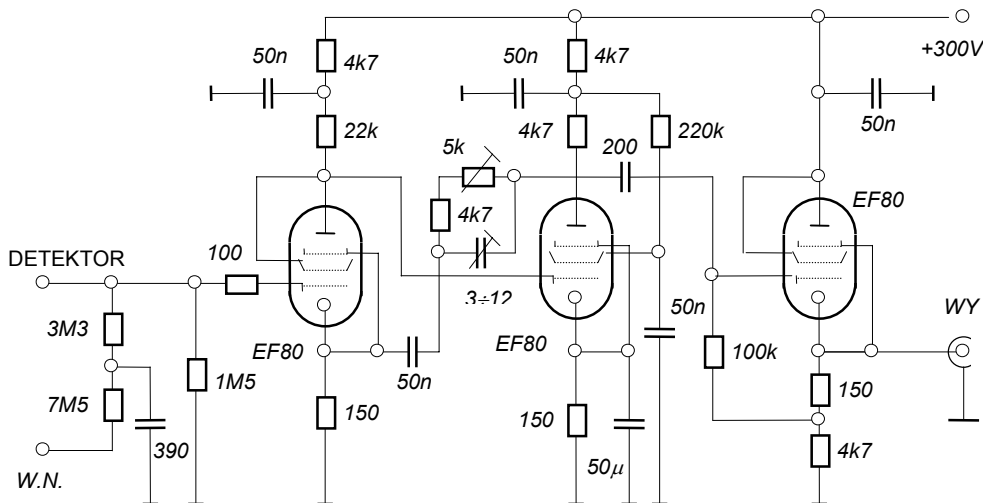 50n
4k7
50n
4k7
+300V
22k
4k7
220k
50n
5k
200
4k7
EF80
100
DETEKTOR
3÷12
50n
WY
3M3
EF80
EF80
100k
1M5
50n
150
7M5
150
150
390
50µ
4k7
W.N.